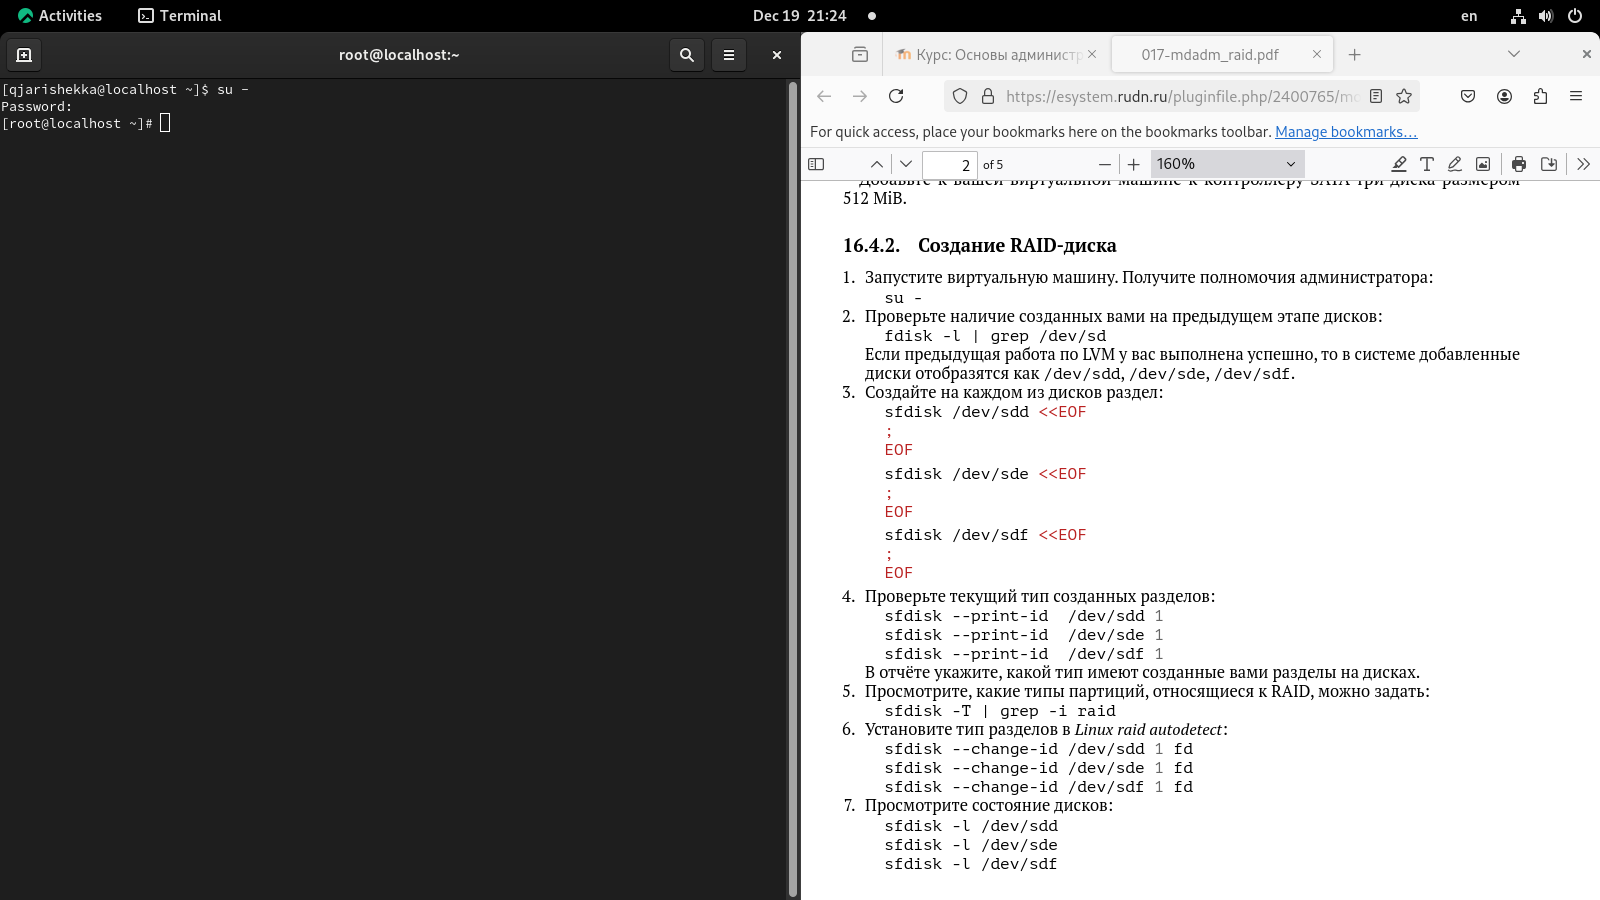 Activities
Terminal
Dec 19 21:24
en
root@localhost:~
[qjarishekka@localhost ~]$ su -
Password:
[root@localhost ~]#
Курс: Основы администр
017-mdadm_raid.pdf
https://esystem.rudn.ru/pluginfile.php/2400765/mo
For quick access, place your bookmarks here on the bookmarks toolbar. Manage bookmarks…
2 of 5
160%
Добавьте к вашей виртуальной машине к контроллеру SATA три диска размером
512 MiB.
16.4.2. Создание RAID-диска
1. Запустите виртуальную машину. Получите полномочия администратора:
su -
2. Проверьте наличие созданных вами на предыдущем этапе дисков:
fdisk -l | grep /dev/sd
Если предыдущая работа по LVM у вас выполнена успешно, то в системе добавленные
диски отобразятся как /dev/sdd, /dev/sde, /dev/sdf.
3. Создайте на каждом из дисков раздел:
sfdisk /dev/sdd <<EOF
;
EOF
sfdisk /dev/sde <<EOF
;
EOF
sfdisk /dev/sdf <<EOF
;
EOF
4. Проверьте текущий тип созданных разделов:
sfdisk --print-id  /dev/sdd 1
sfdisk --print-id  /dev/sde 1
sfdisk --print-id  /dev/sdf 1
В отчёте укажите, какой тип имеют созданные вами разделы на дисках.
5. Просмотрите, какие типы партиций, относящиеся к RAID, можно задать:
sfdisk -T | grep -i raid
6. Установите тип разделов в Linux raid autodetect:
sfdisk --change-id /dev/sdd 1 fd
sfdisk --change-id /dev/sde 1 fd
sfdisk --change-id /dev/sdf 1 fd
7. Просмотрите состояние дисков:
sfdisk -l /dev/sdd
sfdisk -l /dev/sde
sfdisk -l /dev/sdf